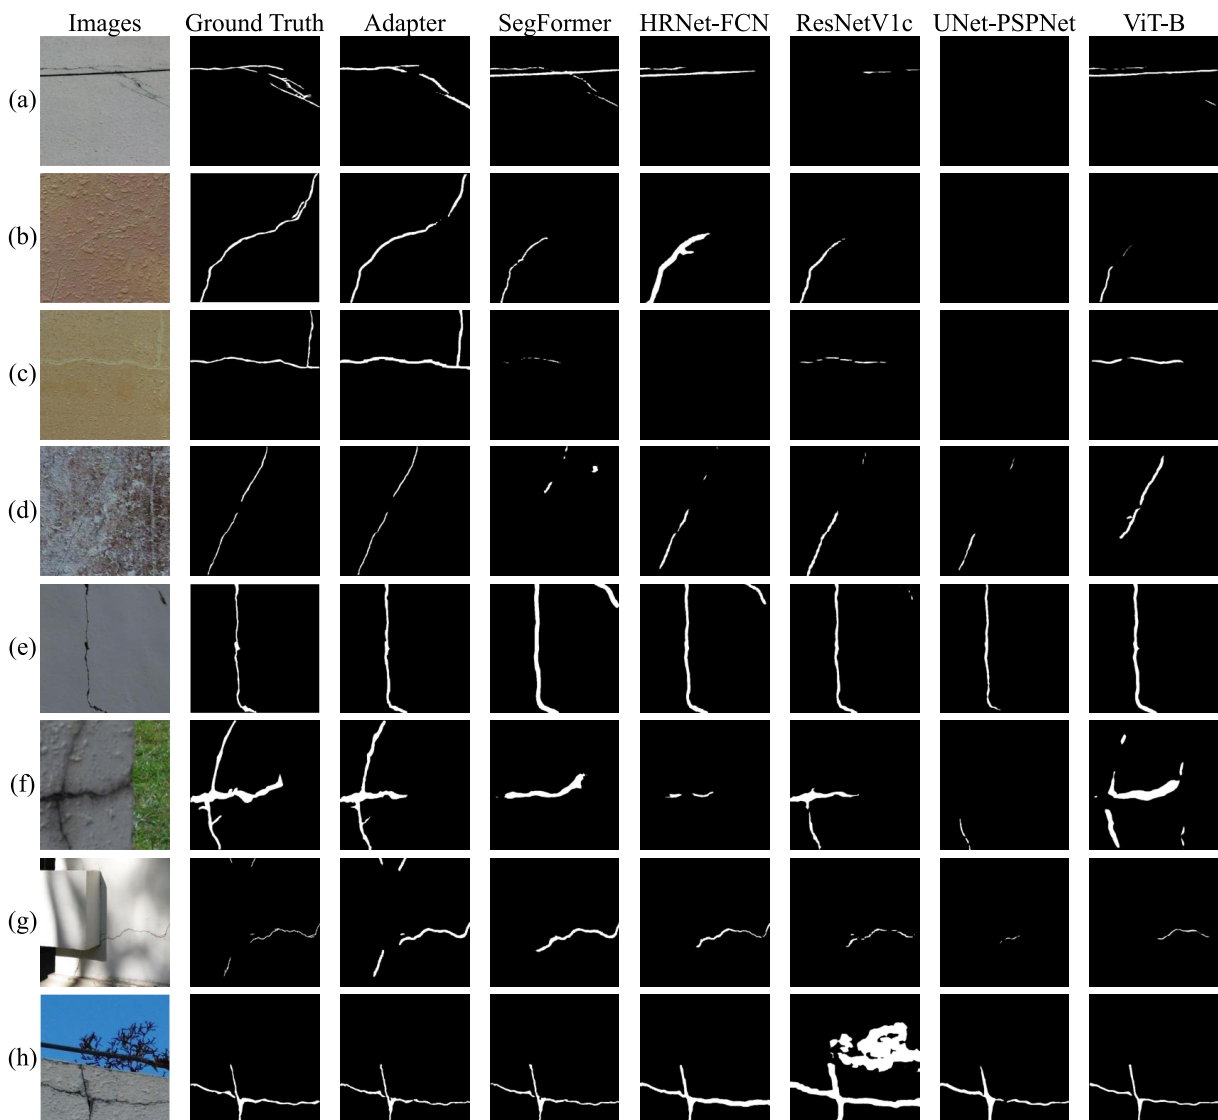 Images Ground Truth Adapter SegFormer HRNet-FCN ResNetV1c UNet-PSPNet ViT-B
(a)
(b)
(c)
(d)
(e)
(f)
(g)
(h)